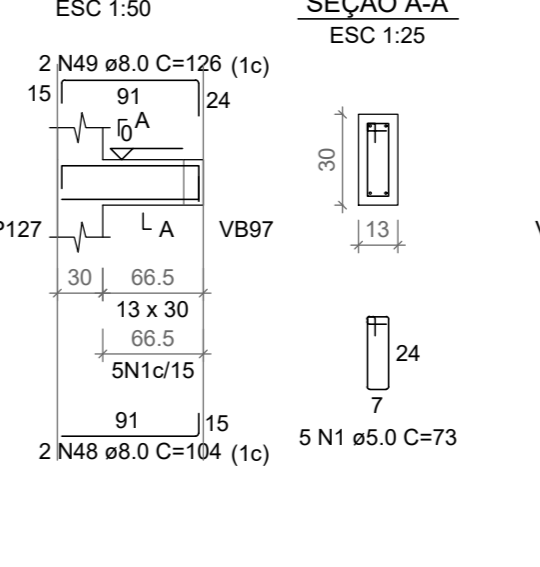 ESC 1:50
SEÇÃO A-A
ESC 1:25
2 N49 ø8.0 C=126 (1c)
15
91
24
0
A
A
P127
VB97
30
66.5
13 x 30
66.5
5N1c/15
91
15
2 N48 ø8.0 C=104 (1c)
30
13
24
7
5 N1 ø5.0 C=73